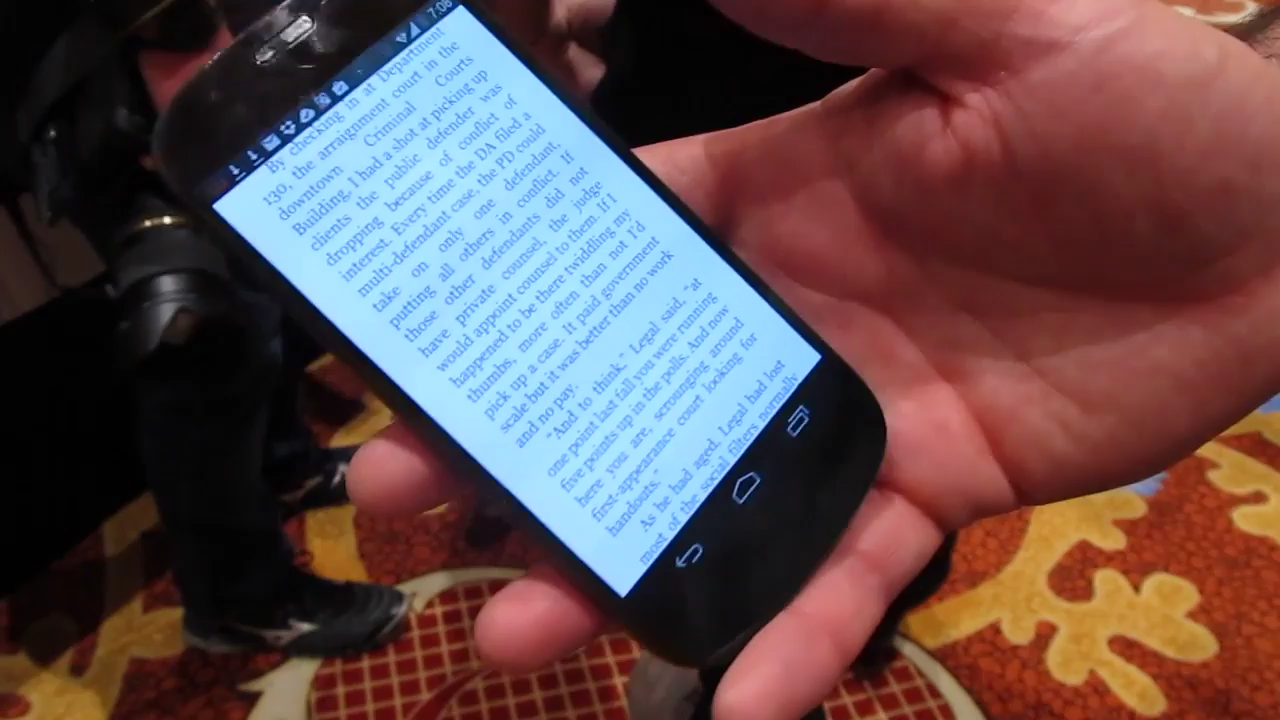 7:08
By checking in at Department
130, the arraignment court in the
downtown Criminal Courts
Building, I had a shot at picking up
clients the public defender was
dropping because of conflict of
interest. Every time the DA filed a
multi-defendant case, the PD could
take on only one defendant,
putting all others in conflict. If
those other defendants did not
have private counsel, the judge
would appoint counsel to them. If I
happened to be there twiddling my
thumbs, more often than not I'd
pick up a case. It paid government
scale but it was better than no work
and no pay.
"And to think," Legal said, "at
one point last fall you were running
five points up in the polls. And now
here you are, scrounging around
first-appearance court looking for
handouts."
As he had aged, Legal had lost
most of the social filters normally